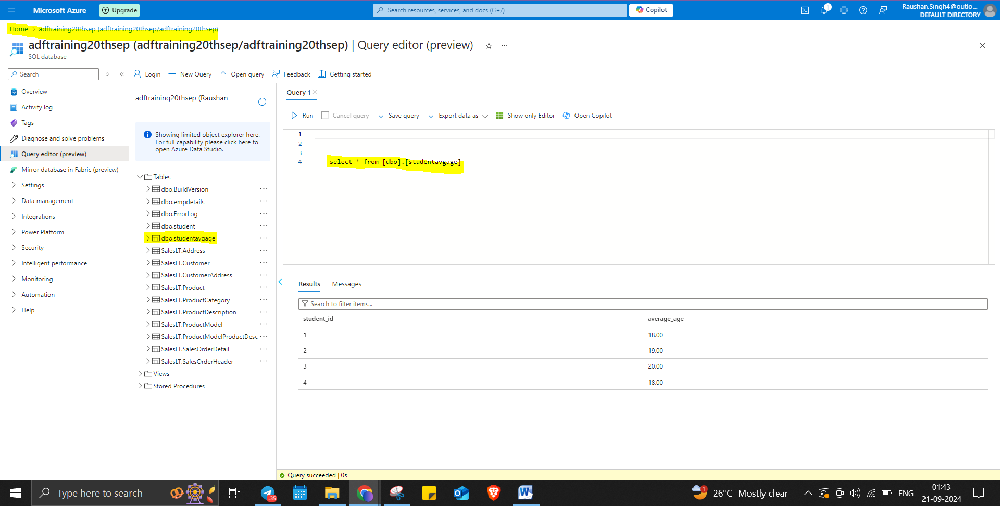 Microsoft Azure
Upgrade
Search resources, services, and docs (G+/)
Copilot
1
Raushan.Singh4@outlo...
DEFAULT DIRECTORY
Home > adftraining20thsep (adftraining20thsep/adftraining20thsep)
adftraining20thsep (adftraining20thsep/adftraining20thsep) | Query editor (preview)
SQL database
Search
Login
New Query
Open query
Feedback
Getting started
Overview
Activity log
Tags
Diagnose and solve problems
Query editor (preview)
Mirror database in Fabric (preview)
Settings
Data management
Integrations
Power Platform
Security
Intelligent performance
Monitoring
Automation
Help
adftraining20thsep (Raushan
Showing limited object explorer here.
For full capability please click here to
open Azure Data Studio.
Tables
dbo.BuildVersion
dbo.empdetails
dbo.ErrorLog
dbo.student
dbo.studentavgage
SalesLT.Address
SalesLT.Customer
SalesLT.CustomerAddress
SalesLT.Product
SalesLT.ProductCategory
SalesLT.ProductDescription
SalesLT.ProductModel
SalesLT.ProductModelProductDesc
SalesLT.SalesOrderDetail
SalesLT.SalesOrderHeader
Views
Stored Procedures
Query 1
Run
Cancel query
Save query
Export data as
Show only Editor
Open Copilot
1
2
3
4 select * from [dbo].[studentavgage]
Results
Messages
Search to filter items...
student_id average_age
1 18.00
2 19.00
3 20.00
4 18.00
Query succeeded | 0s
Type here to search
35
1
26°C Mostly clear
ENG
01:43
21-09-2024